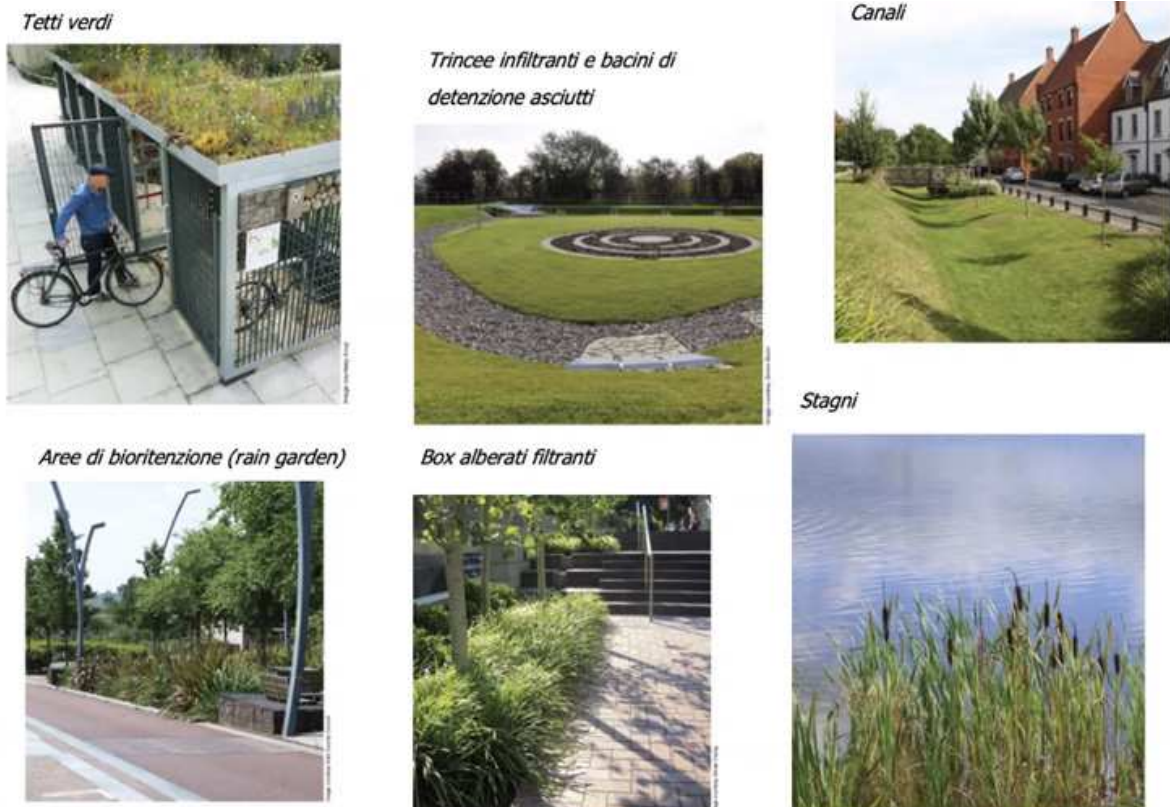 Tetti verdi
Trincee infiltranti e bacini di
detenzione asciutti
Canali
Aree di bioritenzione (rain garden)
Box alberati filtranti
Stagni